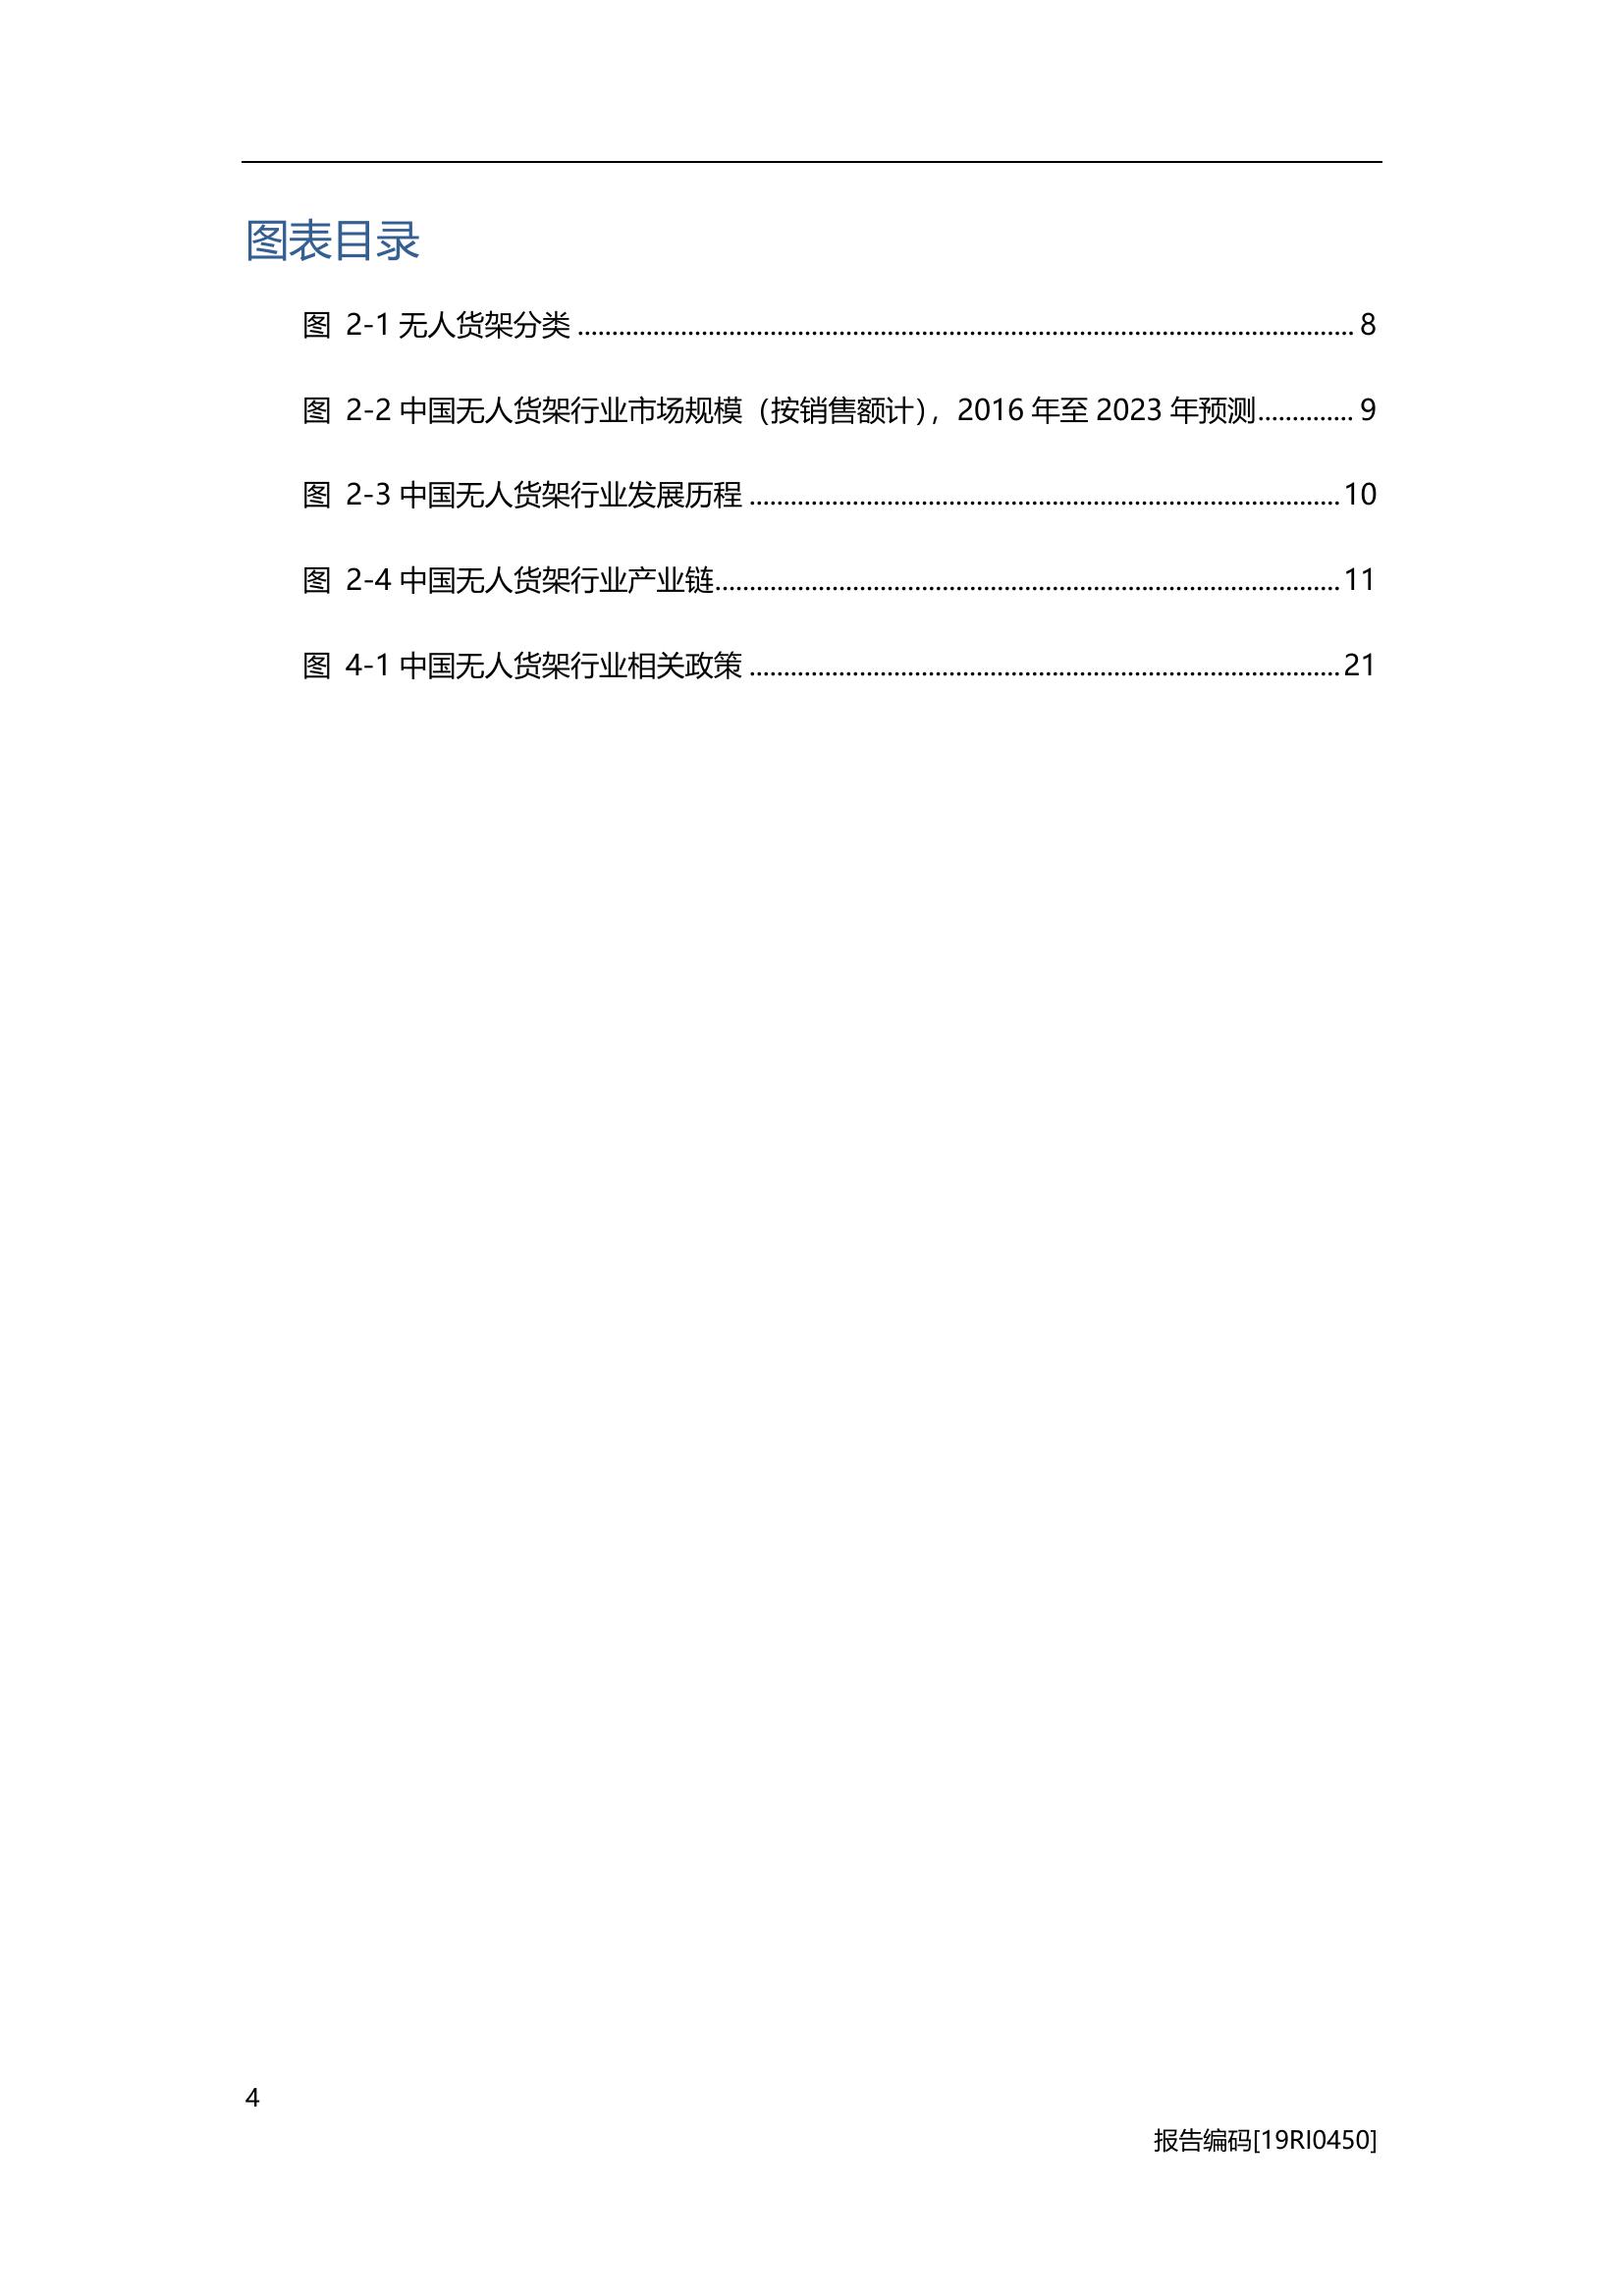 图表目录
图 2-1 无人货架分类 ........................................ 8
图 2-2 中国无人货架行业市场规模（按销售额计），2016 年至 2023 年预测.............. 9
图 2-3 中国无人货架行业发展历程 ........................................ 10
图 2-4 中国无人货架行业产业链........................................ 11
图 4-1 中国无人货架行业相关政策 ........................................ 21
4
报告编码[19RI0450]